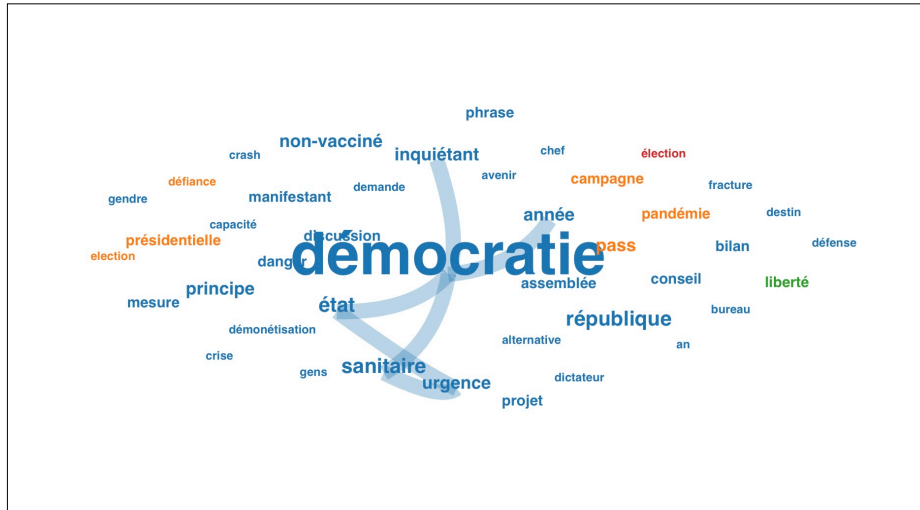 phrase
non-vacciné
chef
inquiétant
crash
élection
avenir
campagne
défiance
fracture
demande
manifestant
gendre
destin
pandémie
année
capacité
discussion
présidentielle
pass
bilan
défense
election
démocratie
danger
conseil
liberté
assemblée
principe
mesure
état
bureau
république
démonétisation
alternative
an
crise
sanitaire
gens
dictateur
urgence
projet